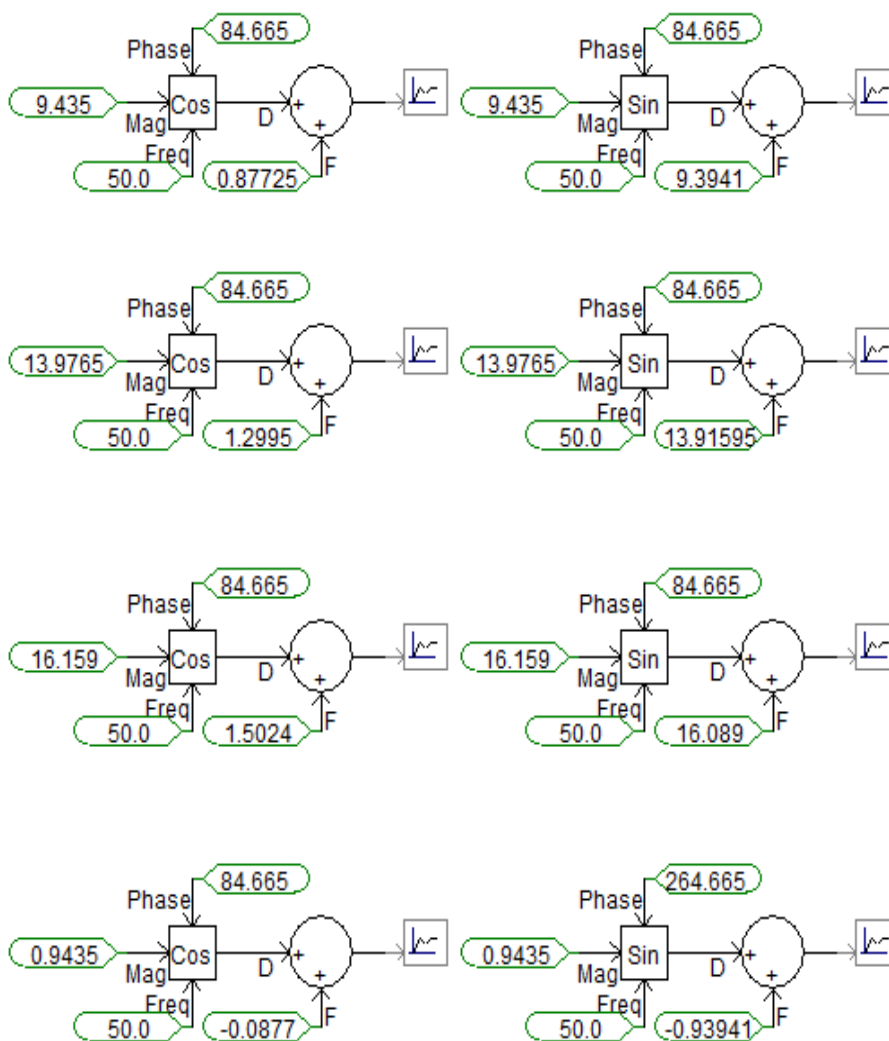 84.665 84.665
Phase Phase
9.435 Cos + 9.435 Sin +
Mag D + Mag D +
Freq F Freq F
50.0 0.87725 50.0 9.3941
84.665 84.665
Phase Phase
13.9765 Cos + 13.9765 Sin +
Mag D + Mag D +
Freq F Freq F
50.0 1.2995 50.0 13.91595
84.665 84.665
Phase Phase
16.159 Cos + 16.159 Sin +
Mag D + Mag D +
Freq F Freq F
50.0 1.5024 50.0 16.089
84.665 264.665
Phase Phase
0.9435 Cos + 0.9435 Sin +
Mag D + Mag D +
Freq F Freq F
50.0 -0.0877 50.0 -0.93941